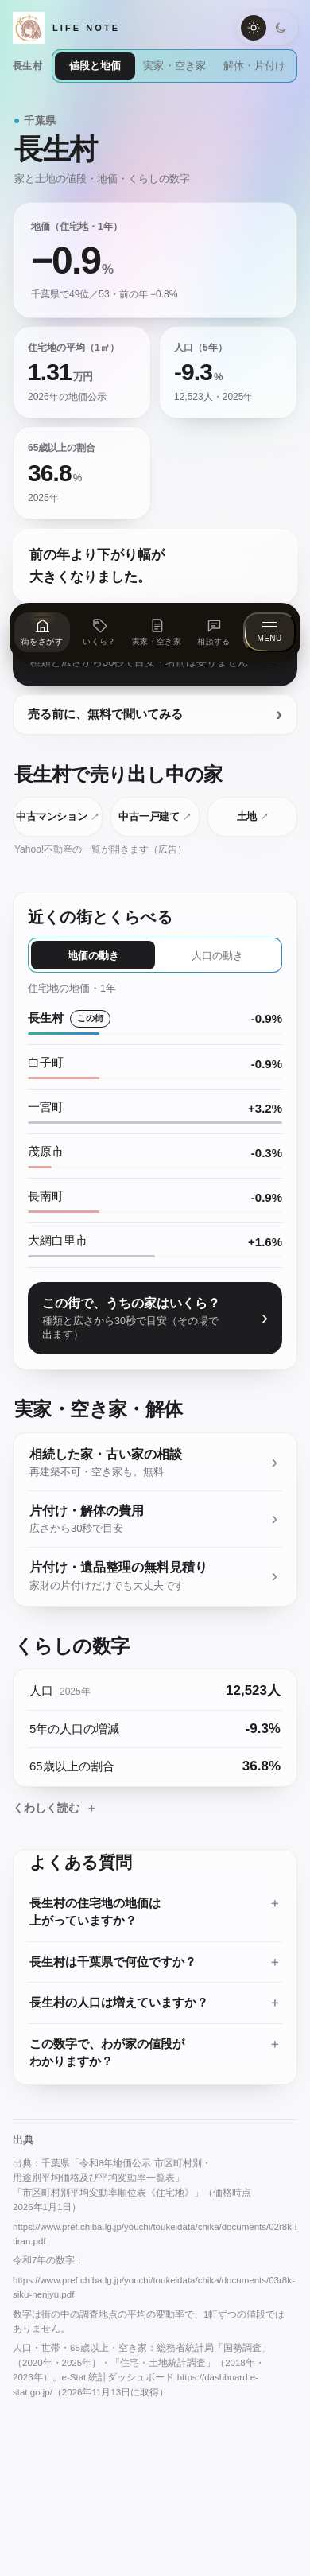 LIFE NOTE
長生村
値段と地価
実家・空き家
解体・片付け
千葉県
長生村
家と土地の値段・地価・くらしの数字
地価（住宅地・1年）
−0.9%
千葉県で49位／53・前の年 −0.8%
住宅地の平均（1㎡）
1.31万円
2026年の地価公示
人口（5年）
-9.3%
12,523人・2025年
65歳以上の割合
36.8%
2025年
前の年より下がり幅が
大きくなりました。
街をさがす
いくら？
実家・空き家
相談する
MENU
種類と広さから30秒で目安・名前は要りません
売る前に、無料で聞いてみる ›
長生村で売り出し中の家
中古マンション ↗
中古一戸建て ↗
土地 ↗
Yahoo!不動産の一覧が開きます（広告）
近くの街とくらべる
地価の動き
人口の動き
住宅地の地価・1年
長生村 この街 -0.9%
白子町 -0.9%
一宮町 +3.2%
茂原市 -0.3%
長南町 -0.9%
大網白里市 +1.6%
この街で、うちの家はいくら？ ›
種類と広さから30秒で目安（その場で
出ます）
実家・空き家・解体
相続した家・古い家の相談 ›
再建築不可・空き家も。無料
片付け・解体の費用 ›
広さから30秒で目安
片付け・遺品整理の無料見積り ›
家財の片付けだけでも大丈夫です
くらしの数字
人口 2025年 12,523人
5年の人口の増減 -9.3%
65歳以上の割合 36.8%
くわしく読む ＋
よくある質問
長生村の住宅地の地価は
上がっていますか？ +
長生村は千葉県で何位ですか？ +
長生村の人口は増えていますか？ +
この数字で、わが家の値段が
わかりますか？ +
出典
出典：千葉県「令和8年地価公示 市区町村別・
用途別平均価格及び平均変動率一覧表」
「市区町村別平均変動率順位表《住宅地》」（価格時点
2026年1月1日）
https://www.pref.chiba.lg.jp/youchi/toukeidata/chika/documents/02r8k-i
tiran.pdf
令和7年の数字：
https://www.pref.chiba.lg.jp/youchi/toukeidata/chika/documents/03r8k-
siku-henjyu.pdf
数字は街の中の調査地点の平均の変動率で、1軒ずつの値段では
ありません。
人口・世帯・65歳以上・空き家：総務省統計局「国勢調査」
（2020年・2025年）・「住宅・土地統計調査」（2018年・
2023年）。e-Stat 統計ダッシュボード https://dashboard.e-
stat.go.jp/（2026年11月13日に取得）